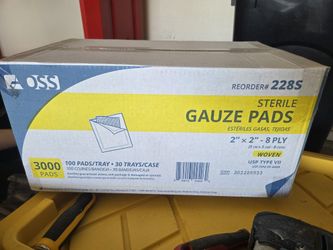 OSS
REORDER# 228S
STERILE
GAUZE PADS
ESTÉRILES GASAS, TEJIDAS
2" x 2" - 8 PLY
WOVEN
USP TYPE VII
3000
PADS
100 PADS/TRAY • 30 TRAYS/CASE